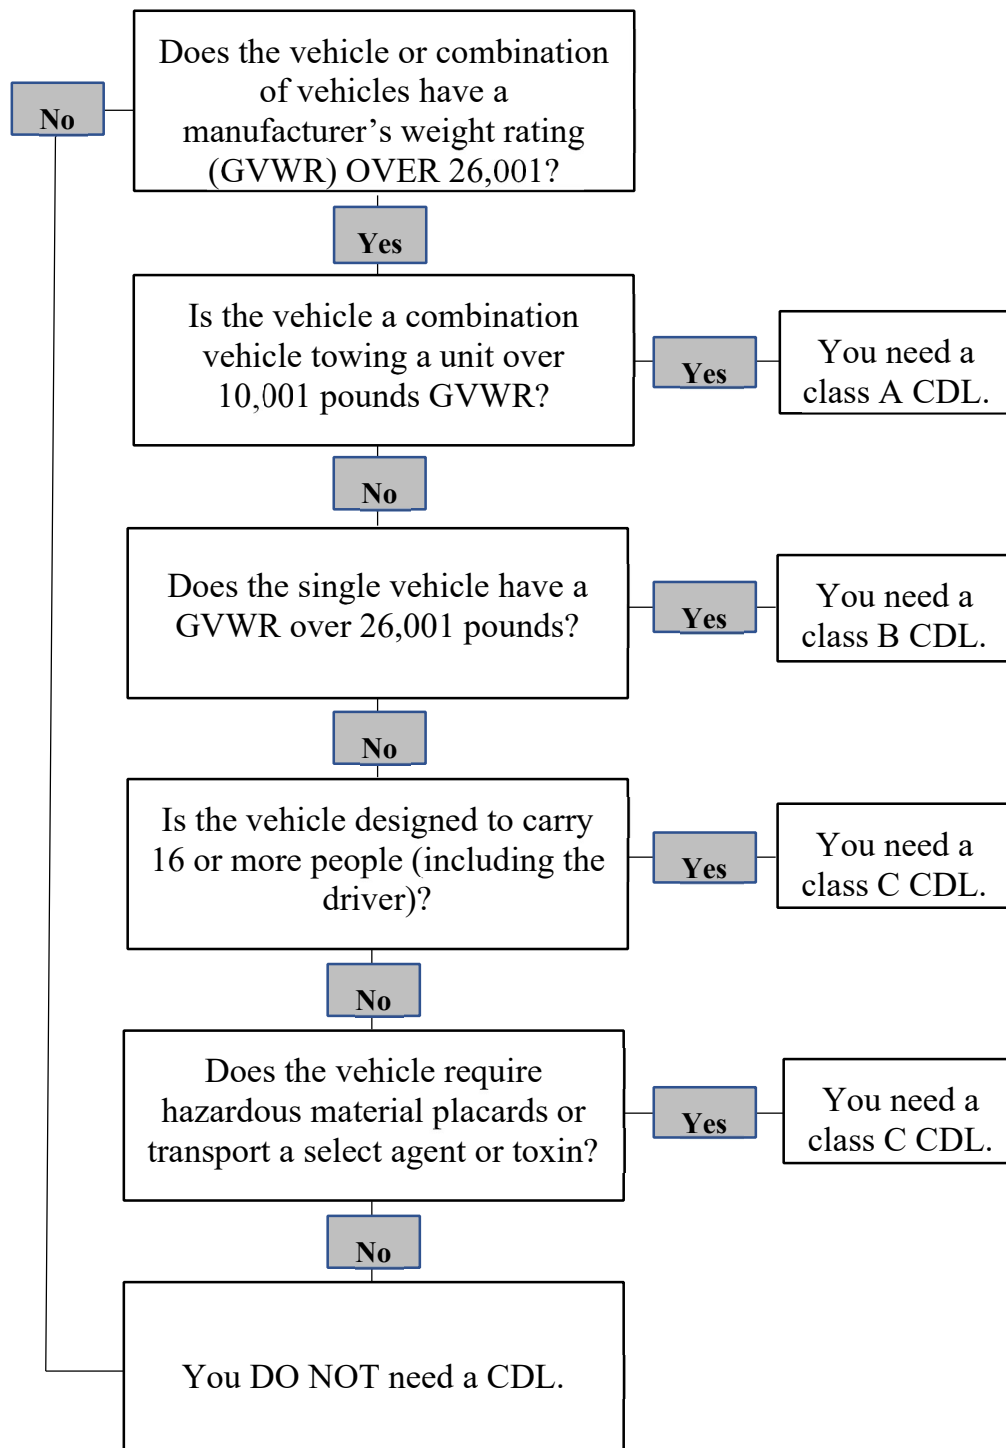 Does the vehicle or combination
of vehicles have a
manufacturer’s weight rating
(GVWR) OVER 26,001?
No
Yes
Is the vehicle a combination
vehicle towing a unit over
10,001 pounds GVWR?
Yes
You need a
class A CDL.
No
Does the single vehicle have a
GVWR over 26,001 pounds?
Yes
You need a
class B CDL.
No
Is the vehicle designed to carry
16 or more people (including the
driver)?
Yes
You need a
class C CDL.
No
Does the vehicle require
hazardous material placards or
transport a select agent or toxin?
Yes
You need a
class C CDL.
No
You DO NOT need a CDL.